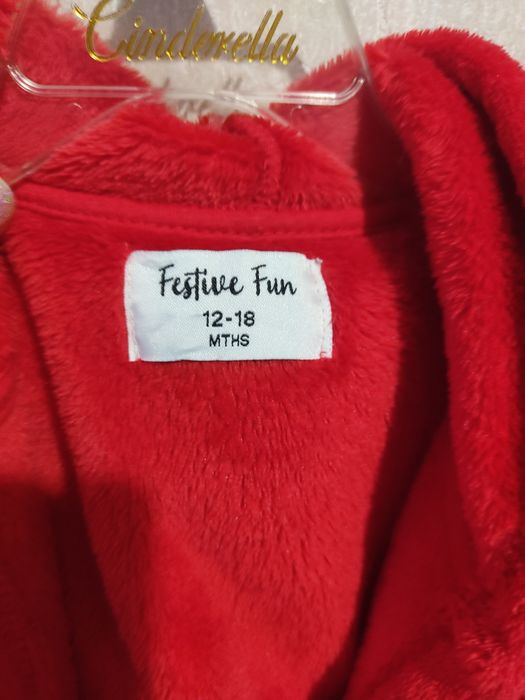 Cinderella
Festive Fun
12-18
MTHS